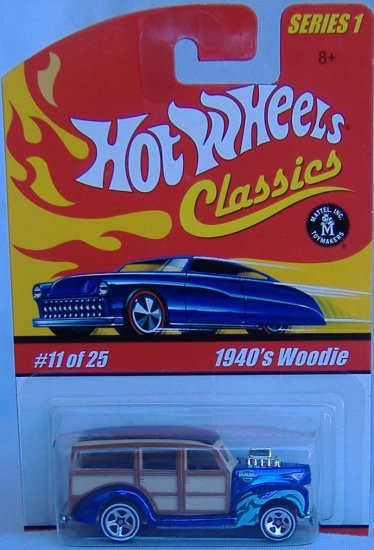 SERIES 1
8+
HOT WHEELS
Classics
MATTEL, INC.
M
TOYMAKERS
#11 of 25
1940's Woodie